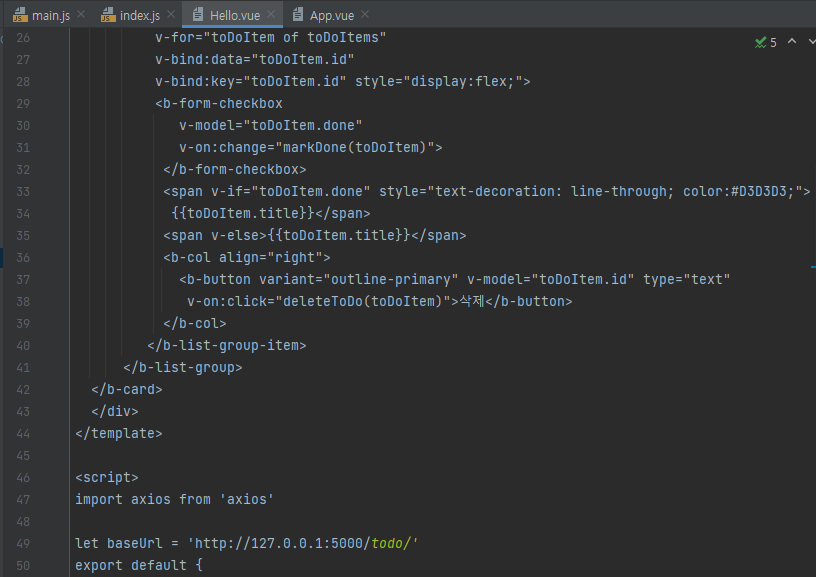 main.js index.js Hello.vue App.vue
26 v-for="toDoItem of toDoItems"
5
27 v-bind:data="toDoItem.id"
28 v-bind:key="toDoItem.id" style="display:flex;">
29 <b-form-checkbox
30 v-model="toDoItem.done"
31 v-on:change="markDone(toDoItem)">
32 </b-form-checkbox>
33 <span v-if="toDoItem.done" style="text-decoration: line-through; color:#D3D3D3;">
34 {{toDoItem.title}}</span>
35 <span v-else>{{toDoItem.title}}</span>
36 <b-col align="right">
37 <b-button variant="outline-primary" v-model="toDoItem.id" type="text"
38 v-on:click="deleteToDo(toDoItem)">삭제</b-button>
39 </b-col>
40 </b-list-group-item>
41 </b-list-group>
42 </b-card>
43 </div>
44 </template>
45
46 <script>
47 import axios from 'axios'
48
49 let baseUrl = 'http://127.0.0.1:5000/todo/'
50 export default {